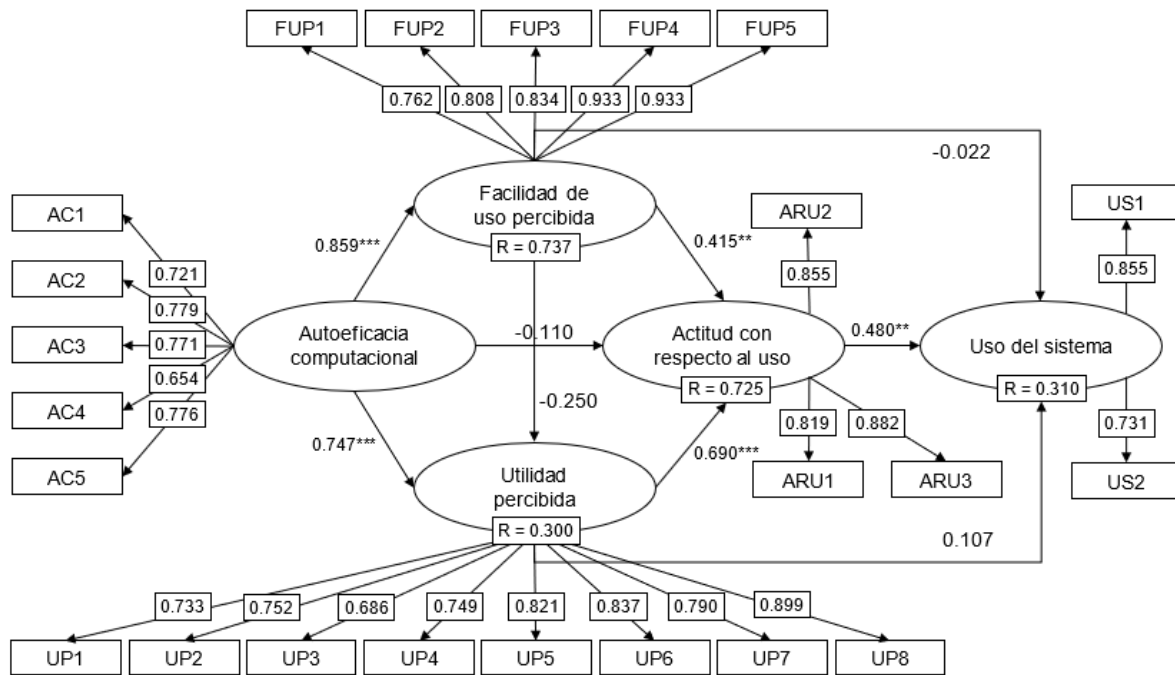 FUP1 FUP2 FUP3 FUP4 FUP5
0.762 0.808 0.834 0.933 0.933
-0.022
Facilidad de
uso percibida
R = 0.737
AC1
AC2
AC3
AC4
AC5
0.721
0.779
0.771
0.654
0.776
0.859***
0.415**
ARU2
0.855
US1
0.855
Autoeficacia
computacional
-0.110
Actitud con
respecto al uso
R = 0.725
0.480**
Uso del sistema
R = 0.310
-0.250
0.747***
0.690***
0.819
0.882
ARU1
ARU3
0.731
US2
Utilidad
percibida
R = 0.300
0.107
0.733 0.752 0.686 0.749 0.821 0.837 0.790 0.899
UP1 UP2 UP3 UP4 UP5 UP6 UP7 UP8